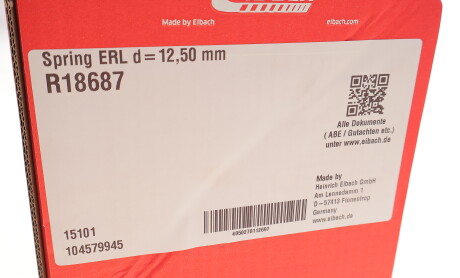 Made by Eibach
eibach.com
Spring ERL d=12,50 mm
R18687
Alle Dokumente
( ABE / Gutachten etc.)
unter www.eibach.de
Made by
Heinrich Eibach GmbH
Am Lennedamm 1
D-57413 Finnentrop
Germany
www.eibach.de
15101
104579945